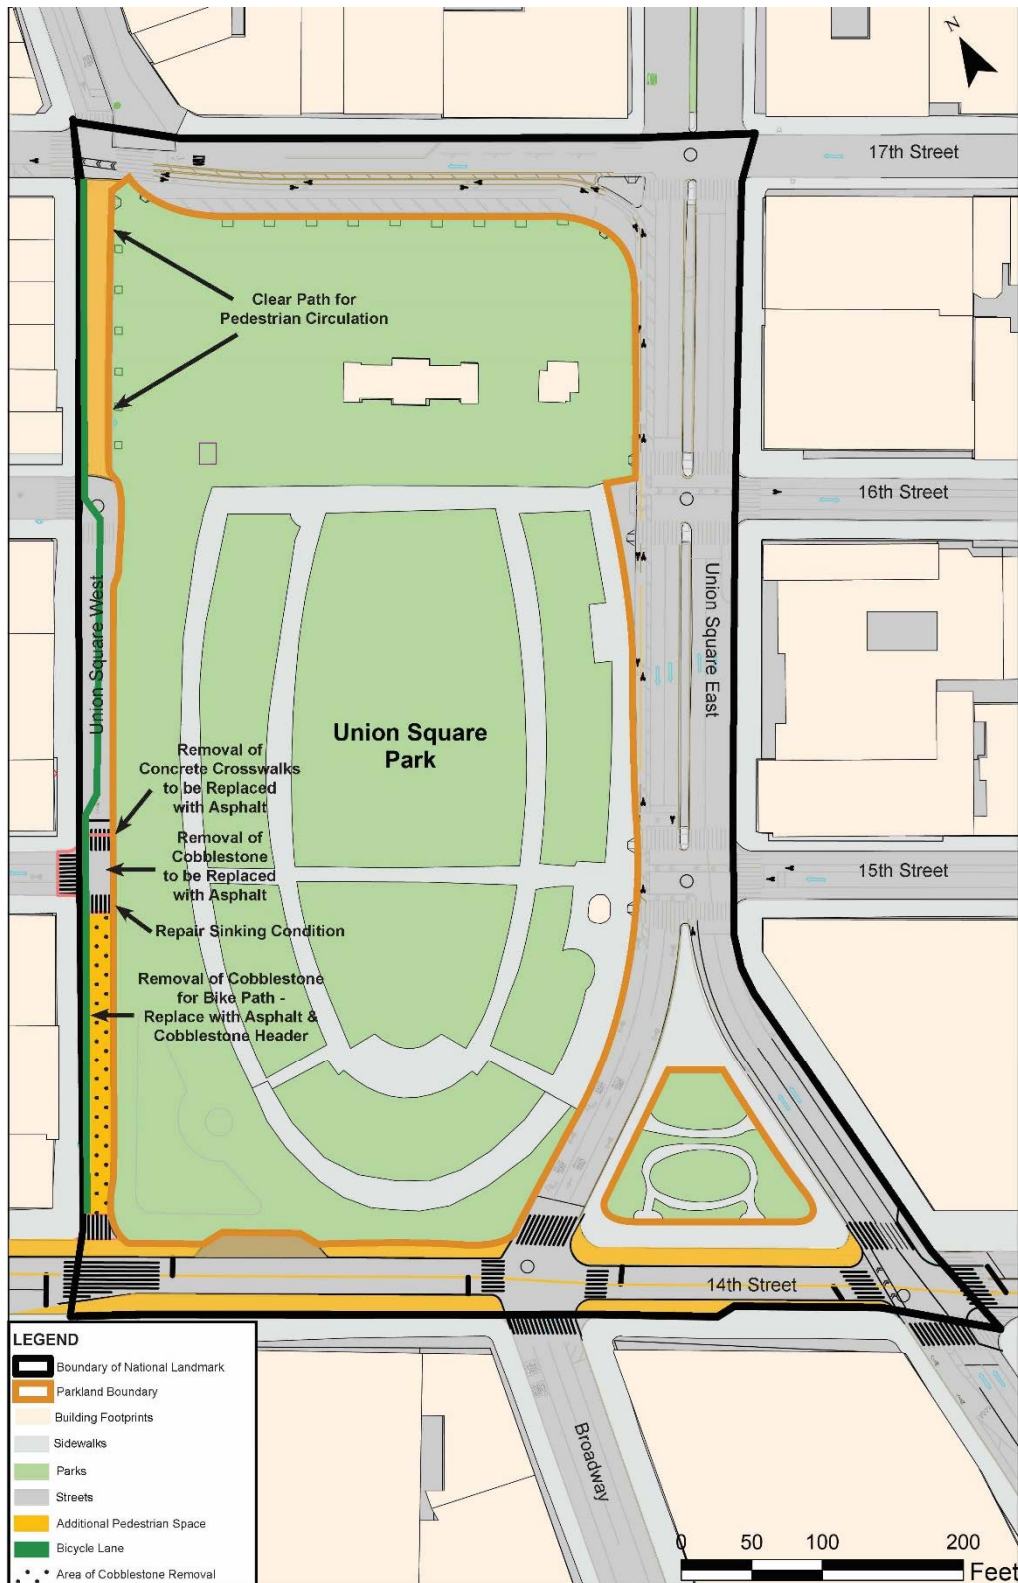 N
17th Street
Clear Path for
Pedestrian Circulation
16th Street
Union Square West
Union Square East
Union Square
Park
Removal of
Concrete Crosswalks
to be Replaced
with Asphalt
Removal of
Cobblestone
to be Replaced
with Asphalt
15th Street
Repair Sinking Condition
Removal of Cobblestone
for Bike Path -
Replace with Asphalt &
Cobblestone Header
14th Street
Broadway
LEGEND
Boundary of National Landmark
Parkland Boundary
Building Footprints
Sidewalks
Parks
Streets
Additional Pedestrian Space
Bicycle Lane
Area of Cobblestone Removal
0 50 100 200
Feet